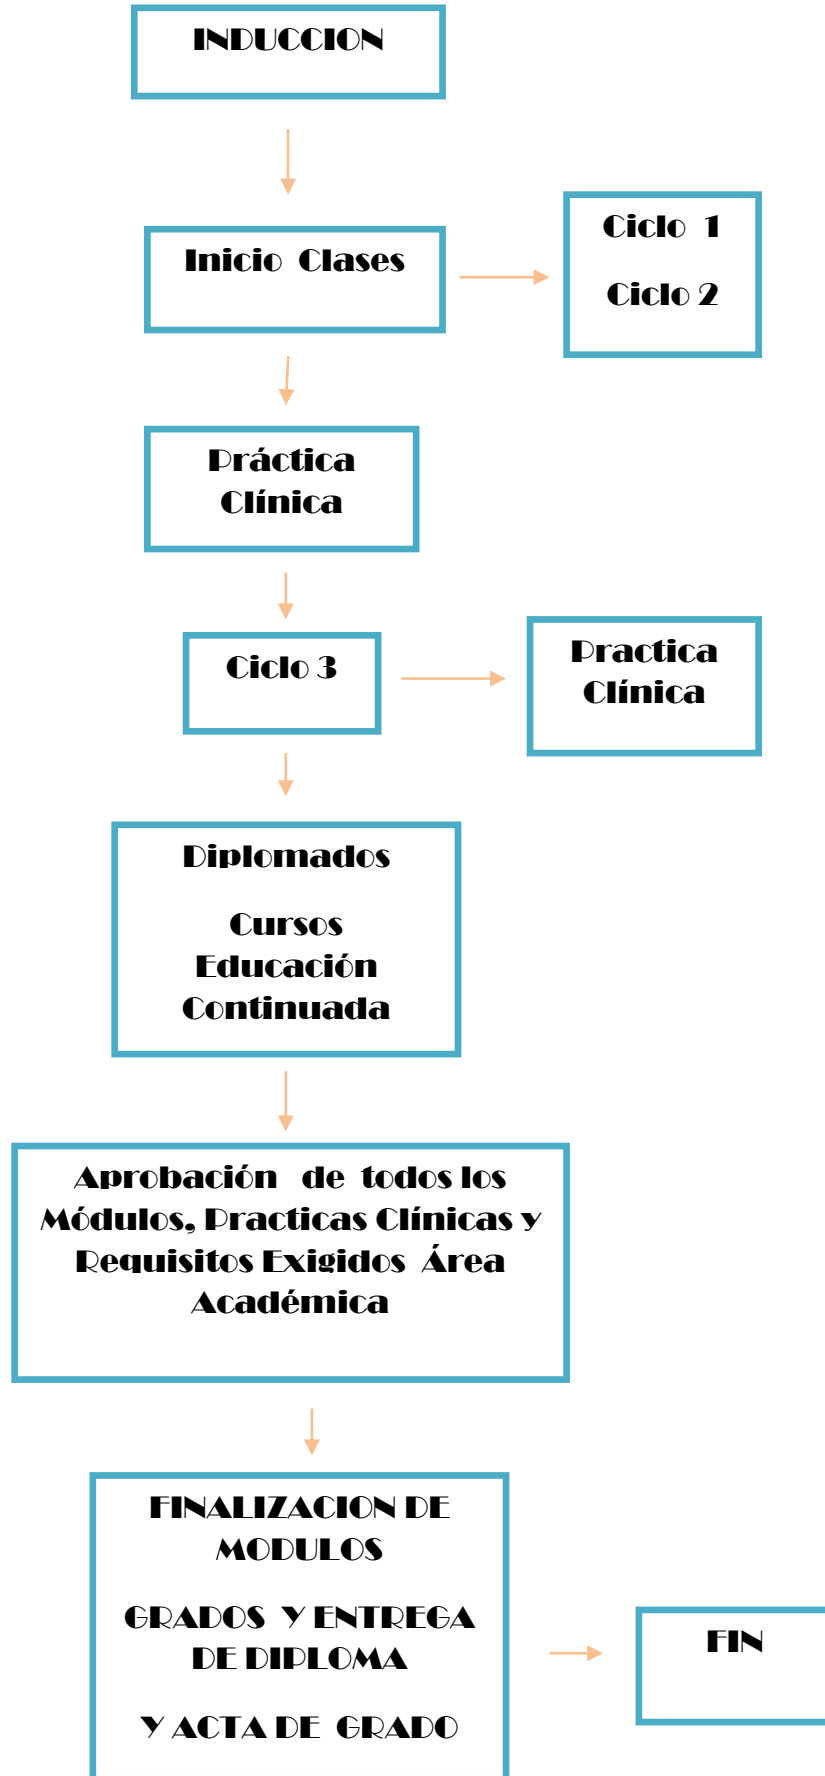 INDUCCION
Inicio Clases
Ciclo 1
Ciclo 2
Práctica
Clínica
Ciclo 3
Practica
Clínica
Diplomados
Cursos
Educación
Continuada
Aprobación de todos los
Módulos, Practicas Clínicas y
Requisitos Exigidos Área
Académica
FINALIZACION DE
MODULOS
GRADOS Y ENTREGA
DE DIPLOMA
Y ACTA DE GRADO
FIN